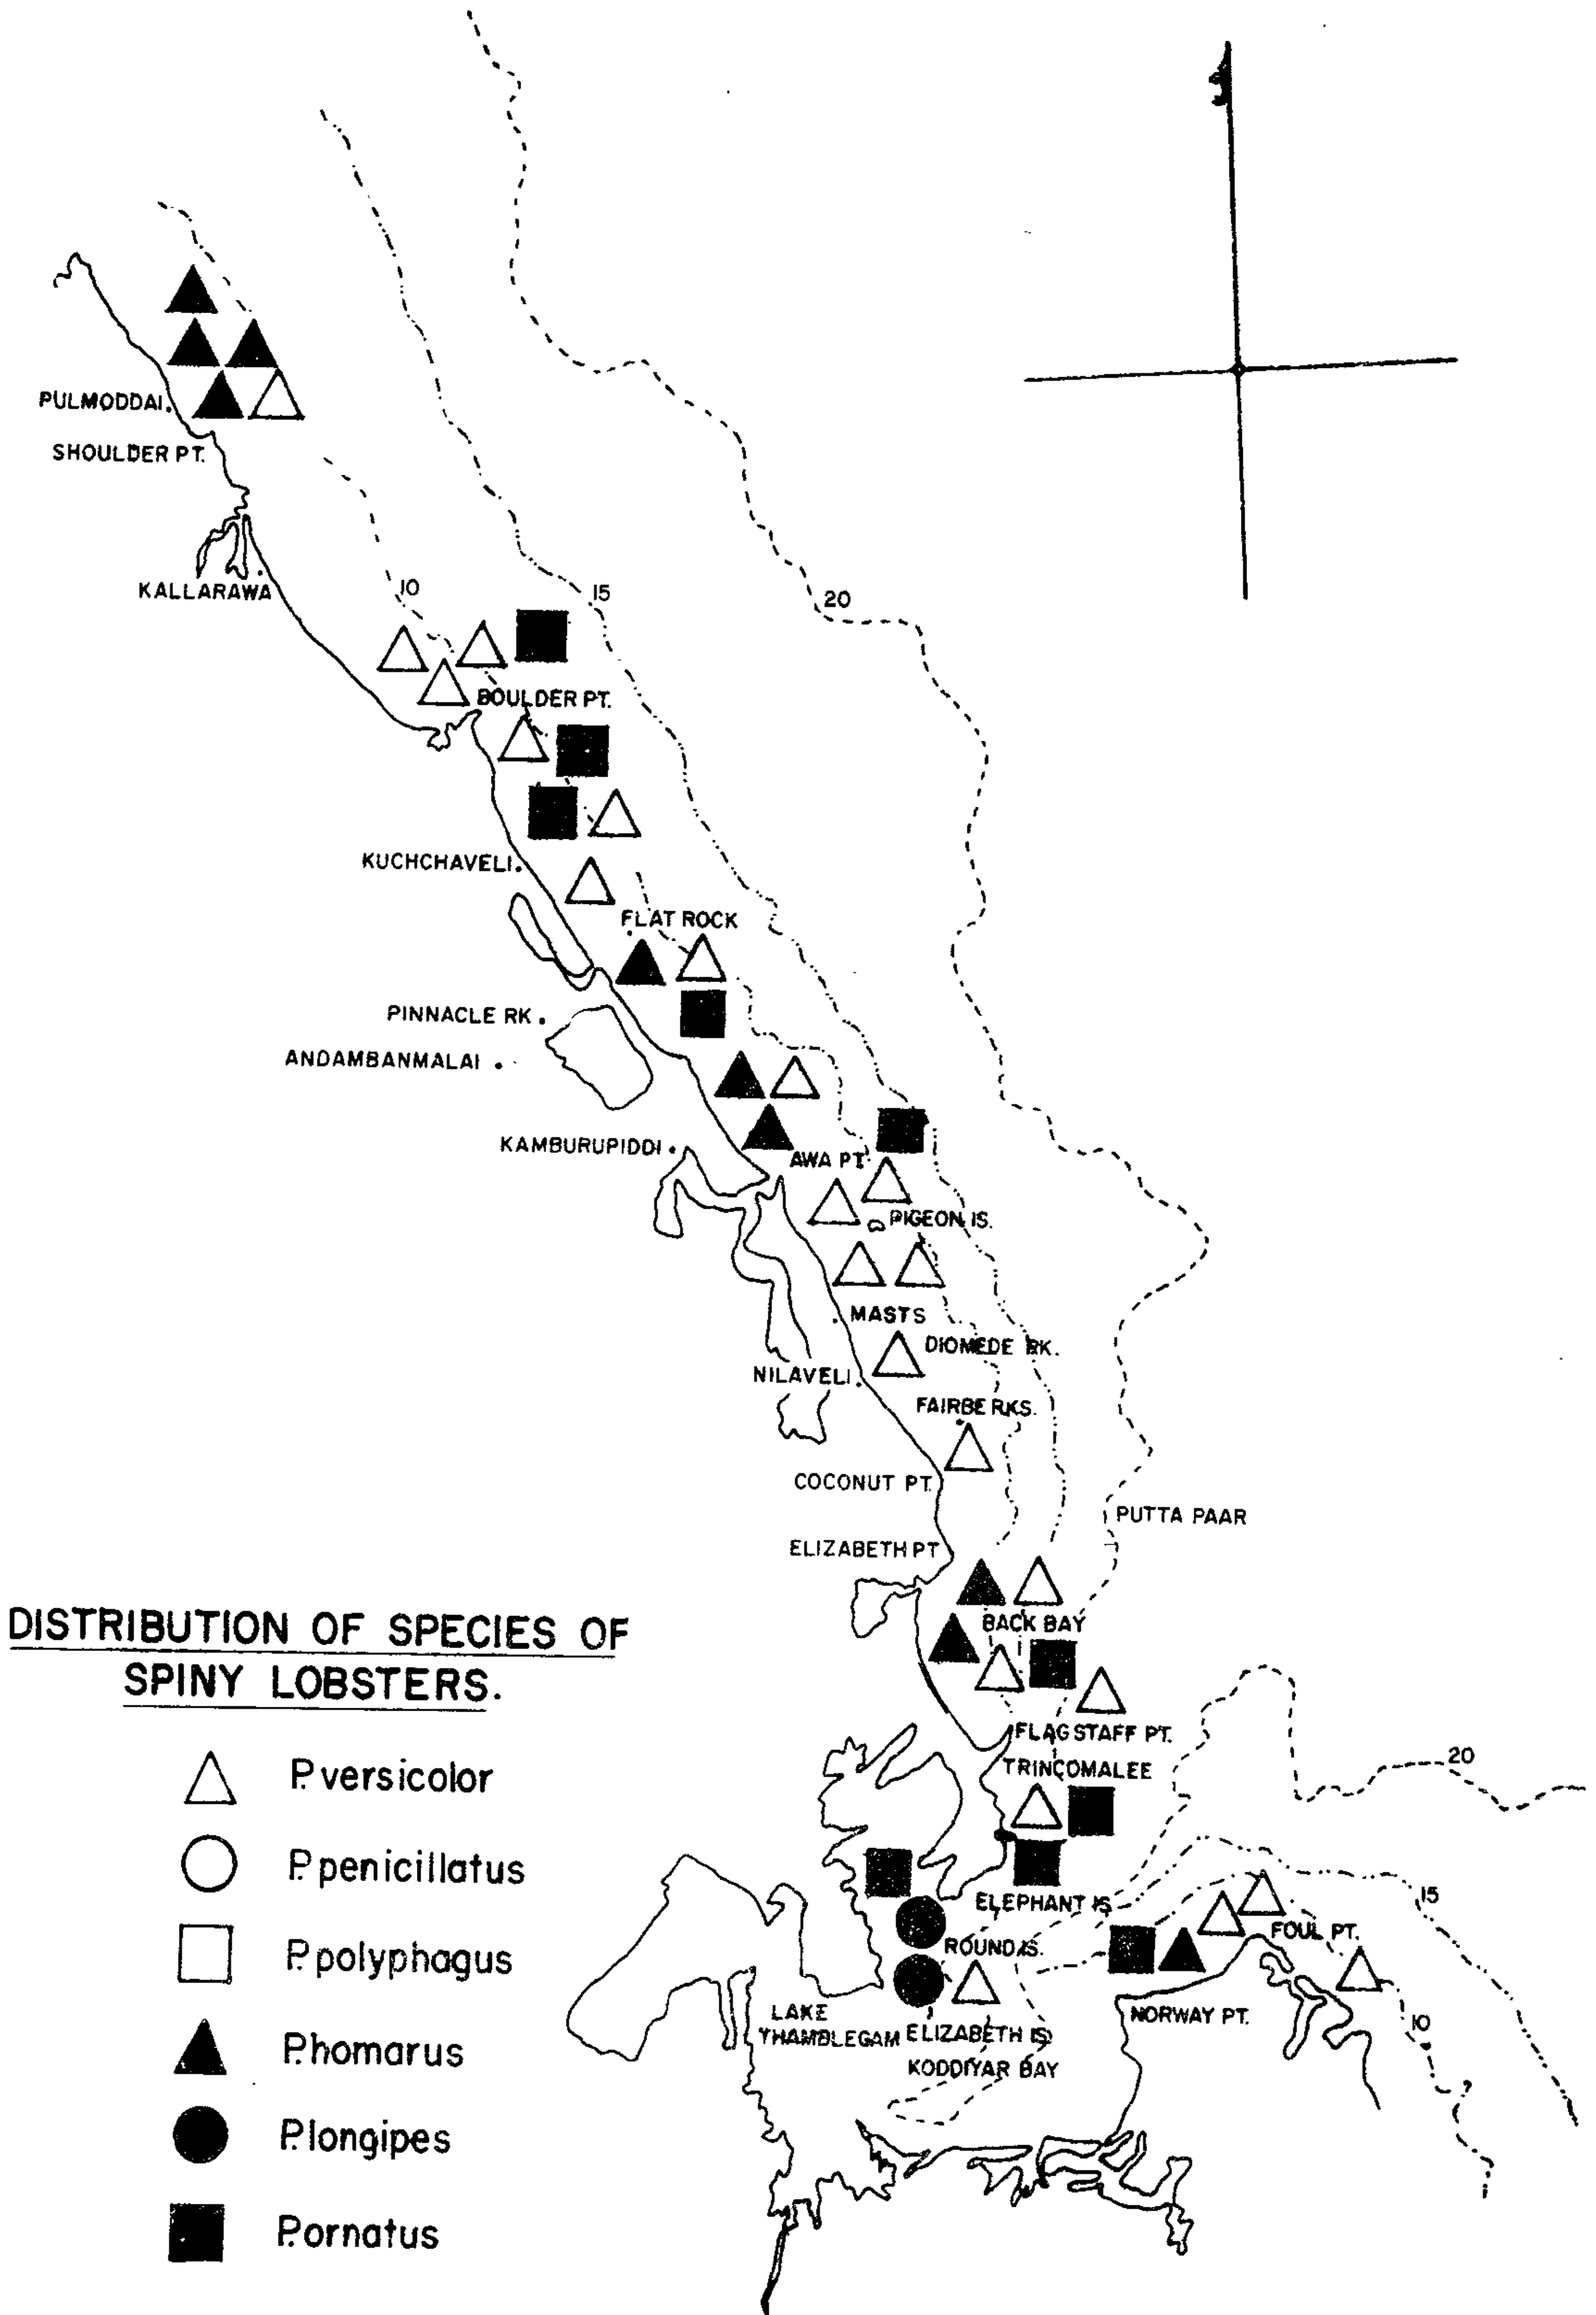 PULMODDAI.
SHOULDER PT.
KALLARAWA
10
15
20
BOULDER PT.
KUCHCHAVELI.
FLAT ROCK
PINNACLE RK.
ANDAMBANMALAI
KAMBURUPIDDI
AWA PT.
PIGEON IS.
MASTS
DIOMEDE RK.
NILAVELI.
FAIRBE RKS.
COCONUT PT.
PUTTA PAAR
ELIZABETH PT
BACK BAY
FLAG STAFF PT.
TRINCOMALEE
20
ELEPHANT IS
15
FOUL PT.
ROUND IS.
NORWAY PT.
10
LAKE
THAMBLEGAM
ELIZABETH IS
KODDIYAR BAY
DISTRIBUTION OF SPECIES OF
SPINY LOBSTERS.
P. versicolor
P. penicillatus
P. polyphagus
P. homarus
P. longipes
P. ornatus